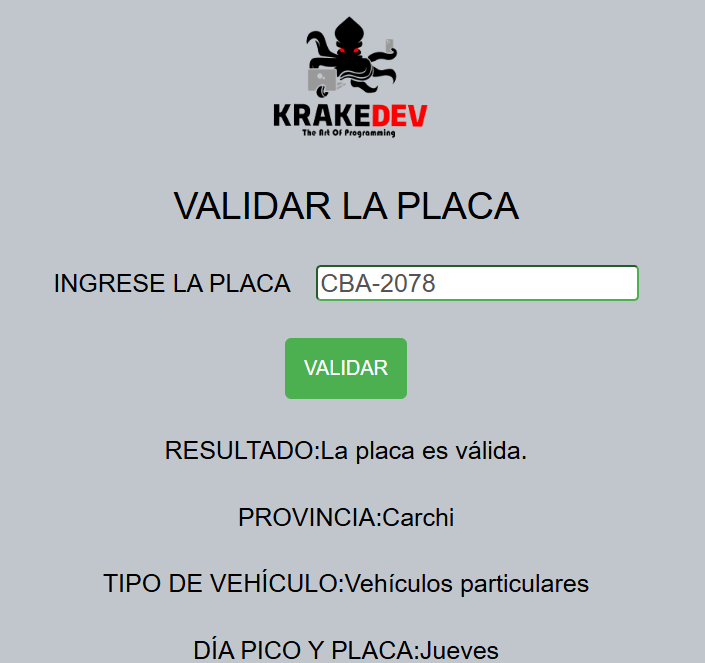 KRAKEDEV
The Art Of Programming
VALIDAR LA PLACA
INGRESE LA PLACA CBA-2078
VALIDAR
RESULTADO:La placa es válida.
PROVINCIA:Carchi
TIPO DE VEHÍCULO:Vehículos particulares
DÍA PICO Y PLACA:Jueves